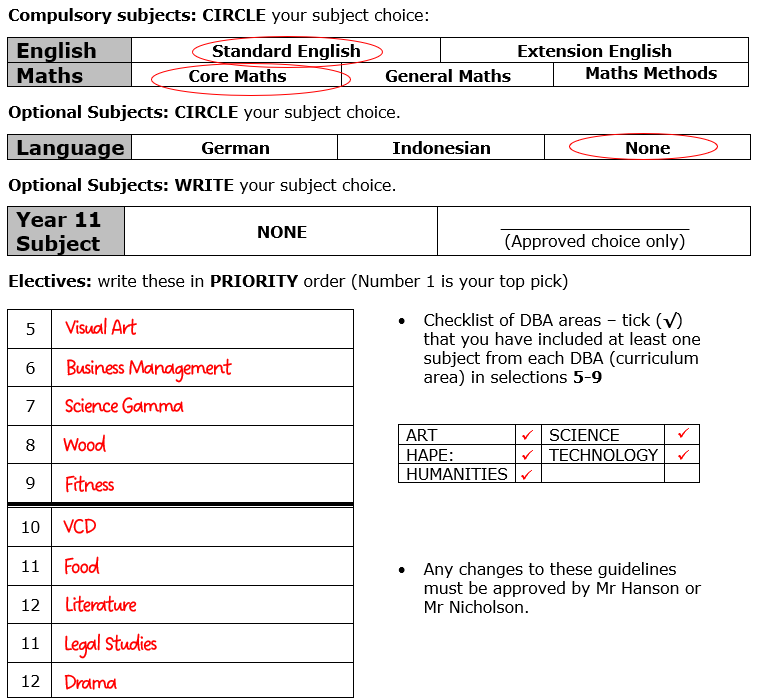 Compulsory subjects: CIRCLE your subject choice:
English Standard English Extension English
Maths Core Maths General Maths Maths Methods
Optional Subjects: CIRCLE your subject choice.
Language German Indonesian None
Optional Subjects: WRITE your subject choice.
Year 11
Subject
NONE
(Approved choice only)
Electives: write these in PRIORITY order (Number 1 is your top pick)
5 Visual Art
6 Business Management
7 Science Gamma
8 Wood
9 Fitness
10 VCD
11 Food
12 Literature
11 Legal Studies
12 Drama
• Checklist of DBA areas – tick (√)
that you have included at least one
subject from each DBA (curriculum
area) in selections 5-9
ART ✓ SCIENCE ✓
HAPE: ✓ TECHNOLOGY ✓
HUMANITIES ✓
• Any changes to these guidelines
must be approved by Mr Hanson or
Mr Nicholson.